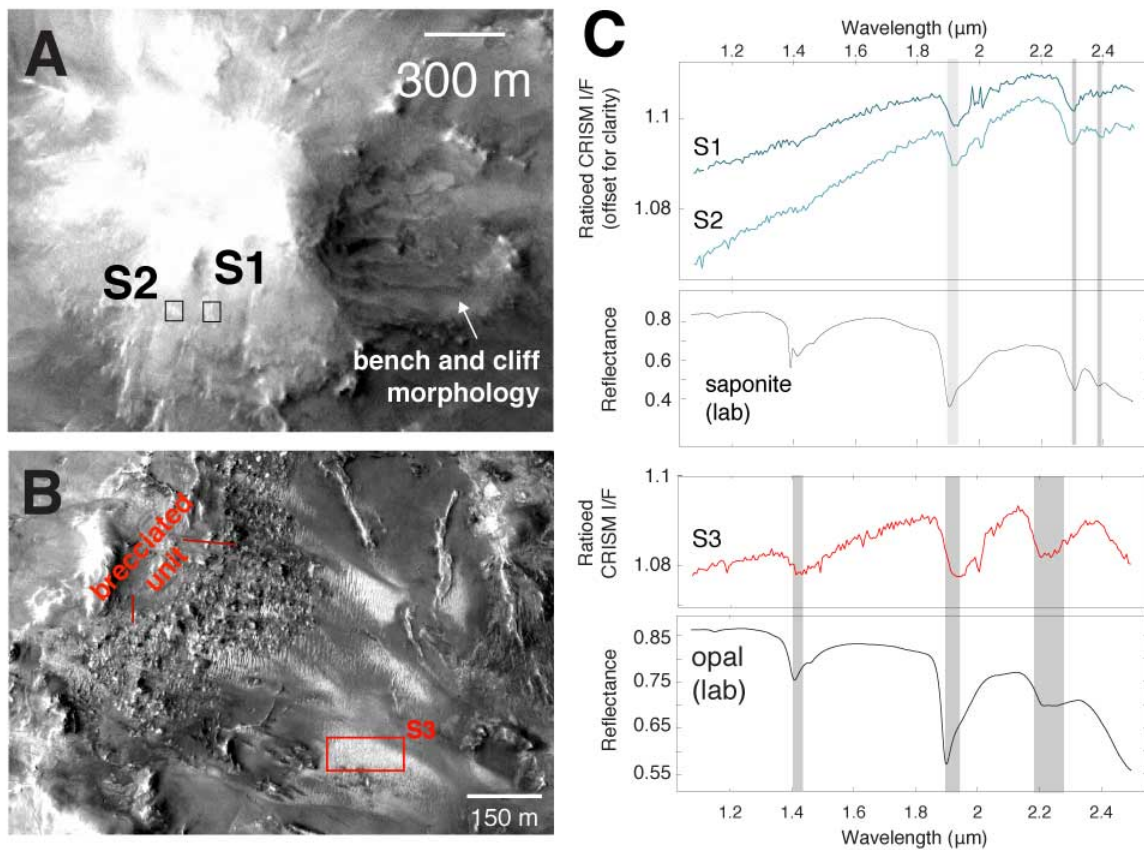 A
300 m
S2
S1
bench and cliff
morphology
B
brecciated
unit
S3
150 m
C
Wavelength (μm)
1.2 1.4 1.6 1.8 2 2.2 2.4
Ratioed CRISM I/F
(offset for clarity)
1.1
1.08
S1
S2
Reflectance
0.8
0.6
0.4
saponite
(lab)
Ratioed
CRISM I/F
1.1
1.08
S3
Reflectance
0.85
0.75
0.65
0.55
opal
(lab)
1.2 1.4 1.6 1.8 2 2.2 2.4
Wavelength (μm)